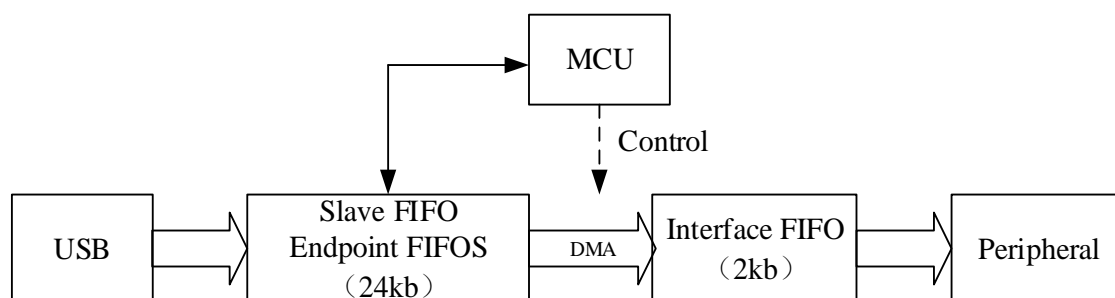 MCU
Control
USB
Slave FIFO
Endpoint FIFOS
（24kb）
DMA
Interface FIFO
（2kb）
Peripheral